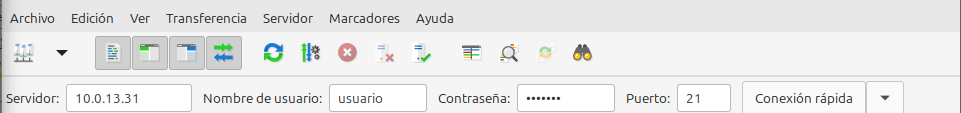 Archivo Edición Ver Transferencia Servidor Marcadores Ayuda
Servidor: 10.0.13.31 Nombre de usuario: usuario Contraseña: ••••••• Puerto: 21 Conexión rápida